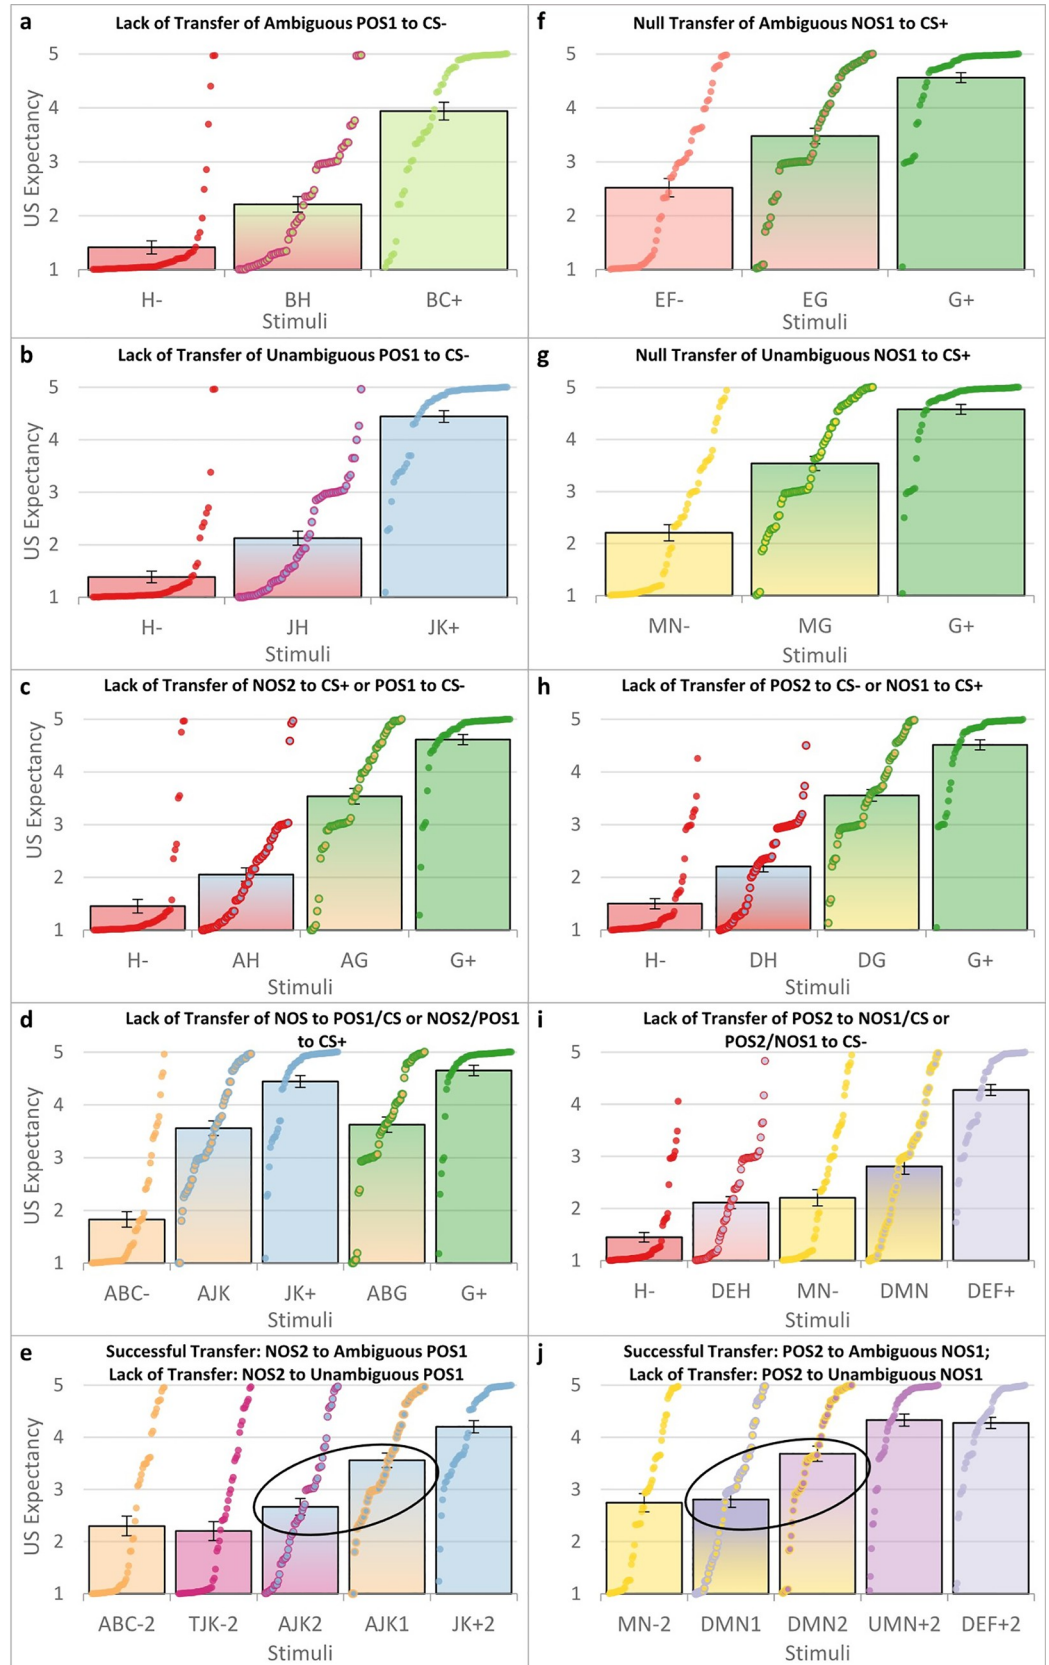 a Lack of Transfer of Ambiguous POS1 to CS-
5
4
3
2
1
US Expectancy
H- BH BC+
Stimuli
f Null Transfer of Ambiguous NOS1 to CS+
5
4
3
2
1
EF- EG G+
Stimuli
b Lack of Transfer of Unambiguous POS1 to CS-
5
4
3
2
1
US Expectancy
H- JH JK+
Stimuli
g Null Transfer of Unambiguous NOS1 to CS+
5
4
3
2
1
MN- MG G+
Stimuli
c Lack of Transfer of NOS2 to CS+ or POS1 to CS-
5
4
3
2
1
US Expectancy
H- AH AG G+
Stimuli
h Lack of Transfer of POS2 to CS- or NOS1 to CS+
5
4
3
2
1
H- DH DG G+
Stimuli
d Lack of Transfer of NOS to POS1/CS or NOS2/POS1
to CS+
5
4
3
2
1
US Expectancy
ABC- AJK JK+ ABG G+
Stimuli
i Lack of Transfer of POS2 to NOS1/CS or
POS2/NOS1 to CS-
5
4
3
2
1
H- DEH MN- DMN DEF+
Stimuli
e Successful Transfer: NOS2 to Ambiguous POS1
Lack of Transfer: NOS2 to Unambiguous POS1
5
4
3
2
1
US Expectancy
ABC-2 TJK-2 AJK2 AJK1 JK+2
Stimuli
j Successful Transfer: POS2 to Ambiguous NOS1;
Lack of Transfer: POS2 to Unambiguous NOS1
5
4
3
2
1
MN-2 DMN1 DMN2 UMN+2 DEF+2
Stimuli